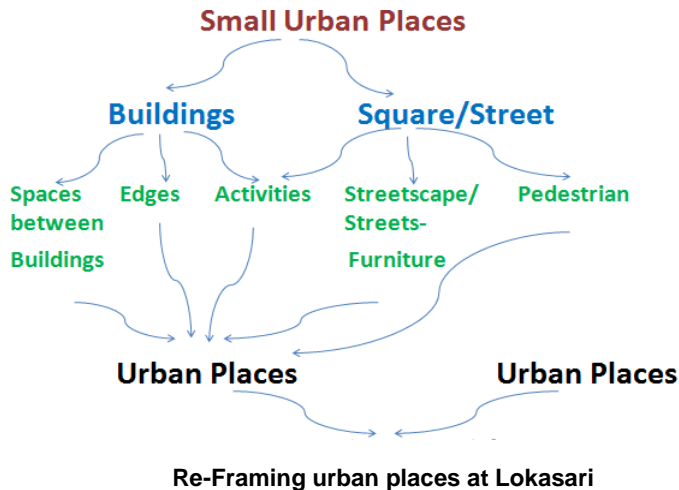 Small Urban Places
Buildings
Square/Street
Spaces
between
Buildings
Edges
Activities
Streetscape/
Streets-
Furniture
Pedestrian
Urban Places
Urban Places
Re-Framing urban places at Lokasari